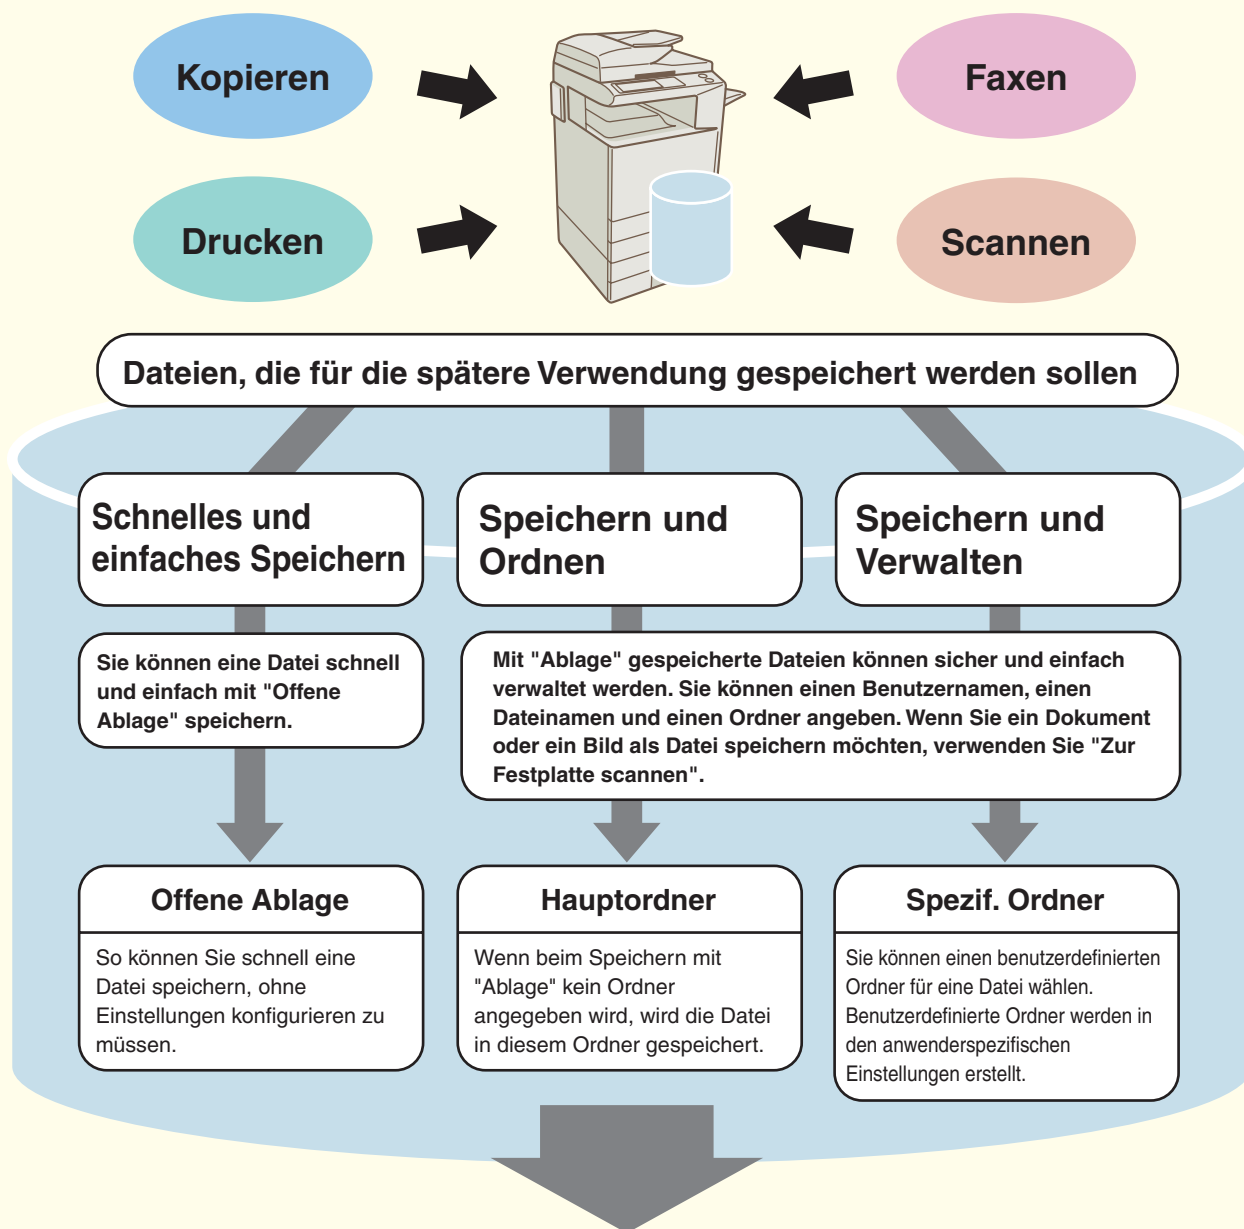 Kopieren
Faxen
Drucken
Scannen
Dateien, die für die spätere Verwendung gespeichert werden sollen
Schnelles und
einfaches Speichern
Speichern und
Ordnen
Speichern und
Verwalten
Sie können eine Datei schnell
und einfach mit "Offene
Ablage" speichern.
Mit "Ablage" gespeicherte Dateien können sicher und einfach
verwaltet werden. Sie können einen Benutzernamen, einen
Dateinamen und einen Ordner angeben. Wenn Sie ein Dokument
oder ein Bild als Datei speichern möchten, verwenden Sie "Zur
Festplatte scannen".
Offene Ablage
So können Sie schnell eine
Datei speichern, ohne
Einstellungen konfigurieren zu
müssen.
Hauptordner
Wenn beim Speichern mit
"Ablage" kein Ordner
angegeben wird, wird die Datei
in diesem Ordner gespeichert.
Spezif. Ordner
Sie können einen benutzerdefinierten
Ordner für eine Datei wählen.
Benutzerdefinierte Ordner werden in
den anwenderspezifischen
Einstellungen erstellt.